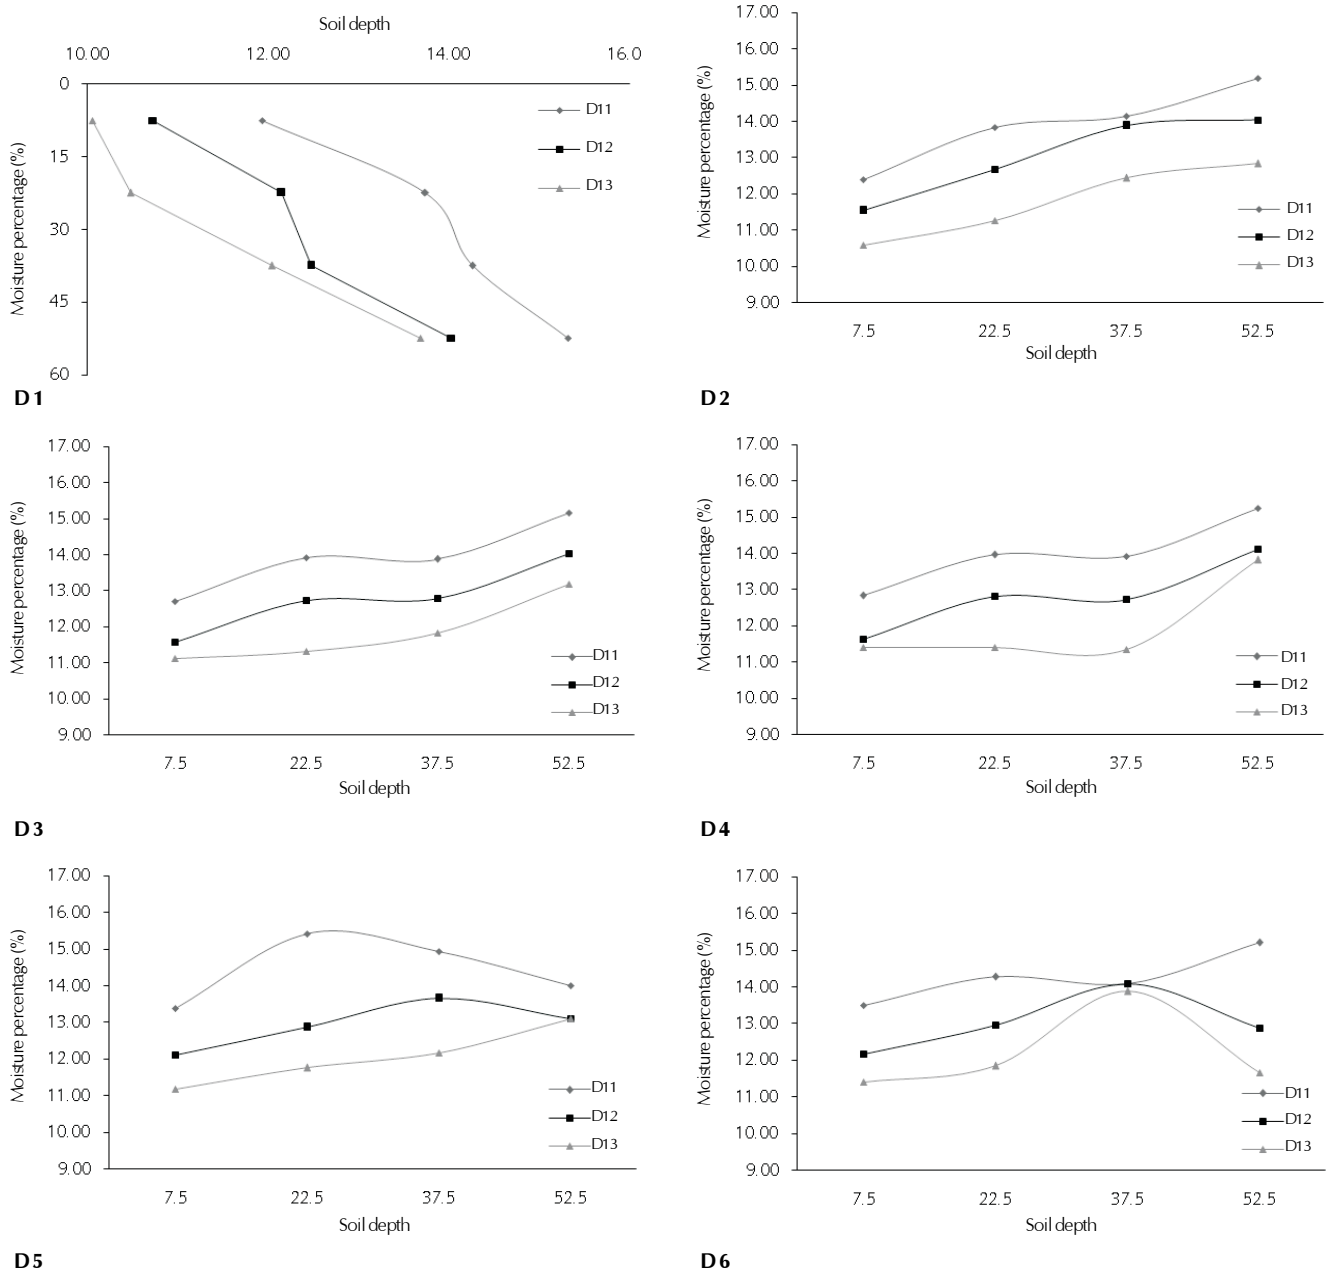 Soil depth
10.00 12.00 14.00 16.0
0
15
30
45
60
Moisture percentage (%)
D11
D12
D13
D1
17.00
16.00
15.00
14.00
13.00
12.00
11.00
10.00
9.00
Moisture percentage (%)
D11
D12
D13
7.5 22.5 37.5 52.5
Soil depth
D2
17.00
16.00
15.00
14.00
13.00
12.00
11.00
10.00
9.00
Moisture percentage (%)
D11
D12
D13
7.5 22.5 37.5 52.5
Soil depth
D3
17.00
16.00
15.00
14.00
13.00
12.00
11.00
10.00
9.00
Moisture percentage (%)
D11
D12
D13
7.5 22.5 37.5 52.5
Soil depth
D4
17.00
16.00
15.00
14.00
13.00
12.00
11.00
10.00
9.00
Moisture percentage (%)
D11
D12
D13
7.5 22.5 37.5 52.5
Soil depth
D5
17.00
16.00
15.00
14.00
13.00
12.00
11.00
10.00
9.00
Moisture percentage (%)
D11
D12
D13
7.5 22.5 37.5 52.5
Soil depth
D6